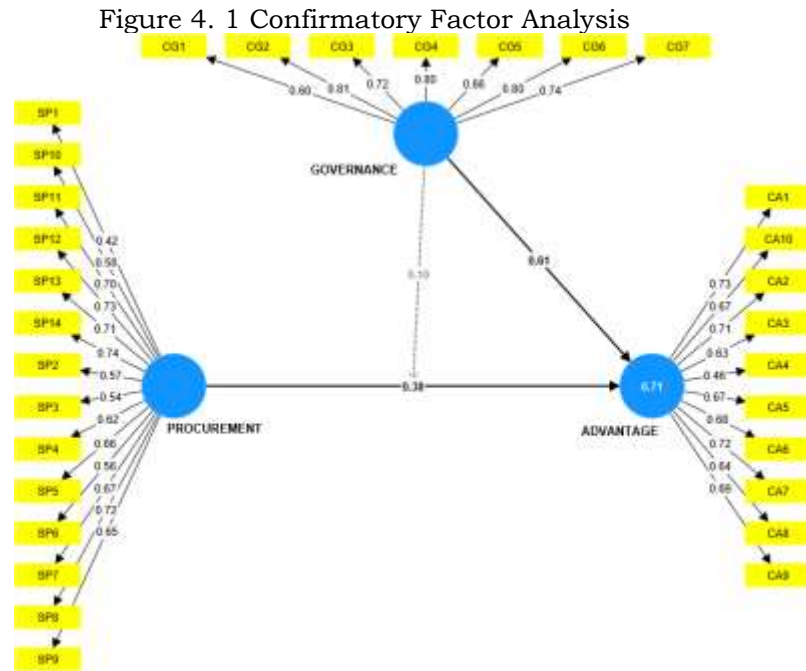 Figure 4. 1 Confirmatory Factor Analysis
CG1 CG2 CG3 CG4 CG5 CG6 CG7
0.60 0.81 0.72 0.80 0.66 0.80 0.74
GOVERNANCE
SP1
SP10
SP11
SP12
SP13
SP14
SP2
SP3
SP4
SP5
SP6
SP7
SP8
SP9
0.42
0.58
0.70
0.73
0.71
0.74
0.57
0.54
0.62
0.66
0.56
0.67
0.72
0.65
PROCUREMENT
0.10
0.61
0.38
0.71
ADVANTAGE
0.73
0.67
0.71
0.63
0.46
0.67
0.68
0.72
0.64
0.69
CA1
CA10
CA2
CA3
CA4
CA5
CA6
CA7
CA8
CA9